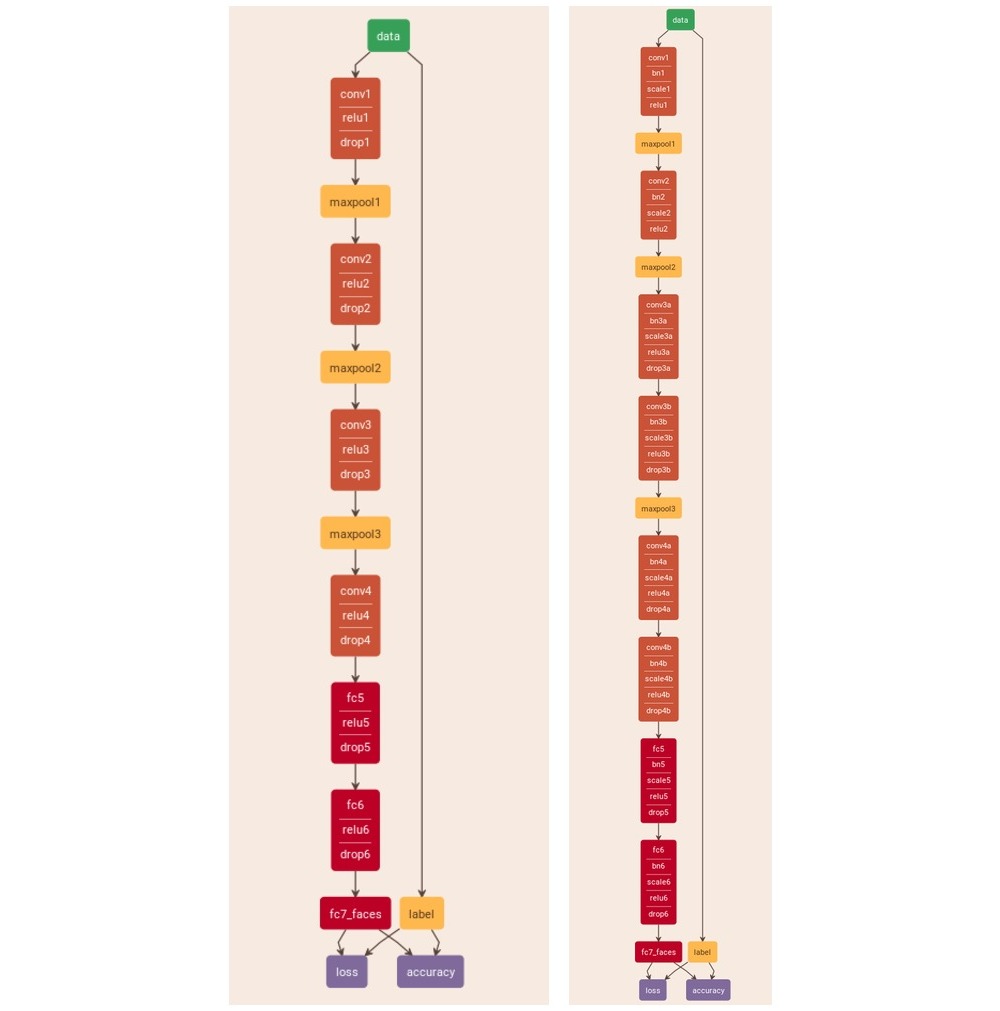 data
conv1
relu1
drop1
maxpool1
conv2
relu2
drop2
maxpool2
conv3
relu3
drop3
maxpool3
conv4
relu4
drop4
fc5
relu5
drop5
fc6
relu6
drop6
fc7_faces label
loss accuracy
data
conv1
bn1
scale1
relu1
maxpool1
conv2
bn2
scale2
relu2
maxpool2
conv3a
bn3a
scale3a
relu3a
drop3a
conv3b
bn3b
scale3b
relu3b
drop3b
maxpool3
conv4a
bn4a
scale4a
relu4a
drop4a
conv4b
bn4b
scale4b
relu4b
drop4b
fc5
bn5
scale5
relu5
drop5
fc6
bn6
scale6
relu6
drop6
fc7_faces label
loss accuracy